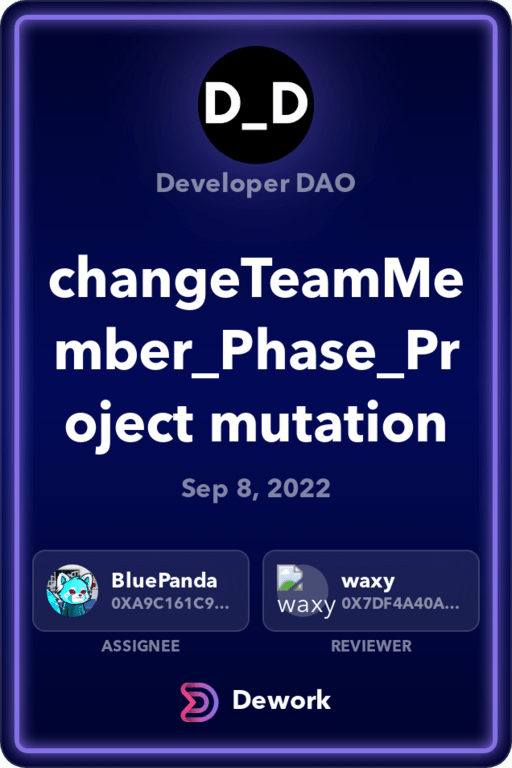 D_D
Developer DAO
changeTeamMe
mber_Phase_Pr
oject mutation
Sep 8, 2022
BluePanda
0XA9C161C9...
waxy
waxy
0X7DF4A40A...
ASSIGNEE
REVIEWER
Dework